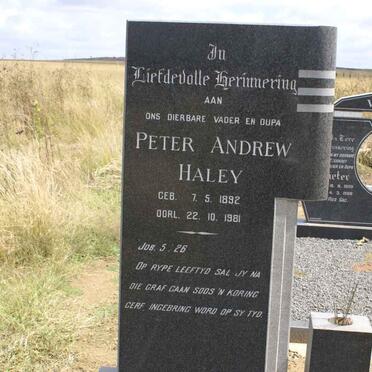 In
Liefdevolle Herinnering
AAN
ONS DIERBARE VADER EN OUPA
PETER ANDREW
HALEY
GEB. 7. 5. 1892
OORL. 22. 10. 1981
JOB. 5 . 26
OP RYPE LEEFTYD SAL JY NA
DIE GRAF GAAN SOOS 'N KORING
GERF INGEBRING WORD OP SY TYD.